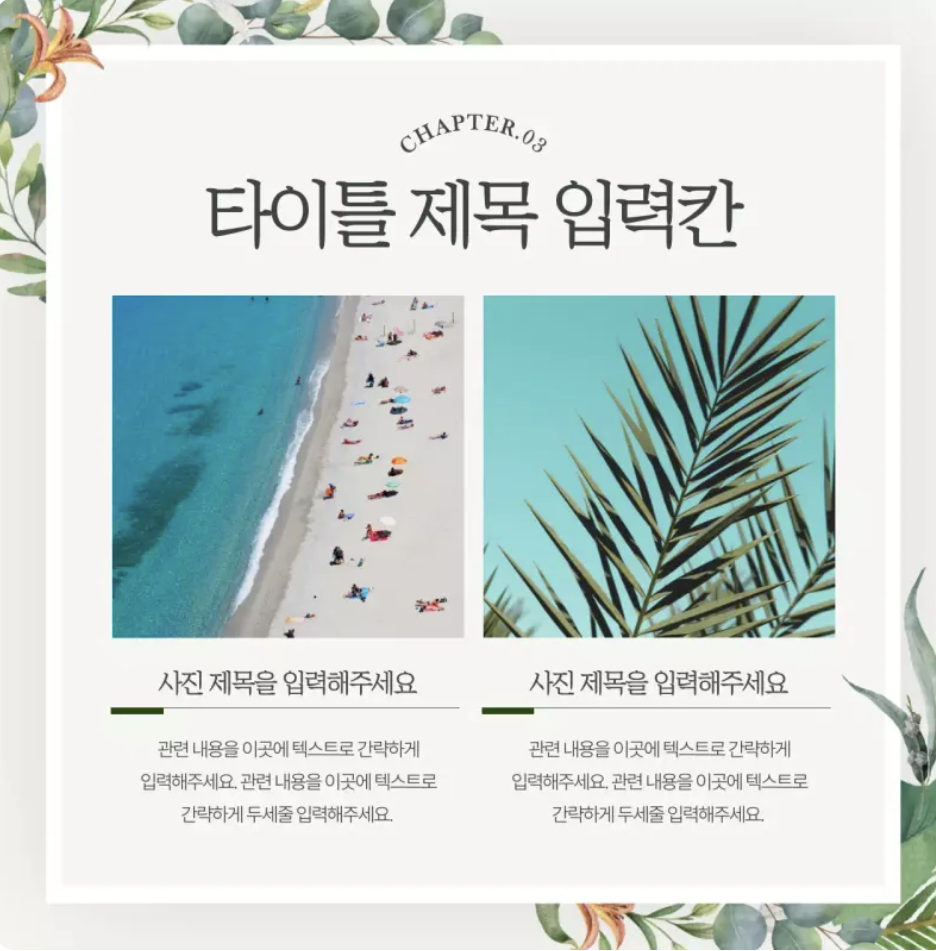 CHAPTER.03
타이틀 제목 입력칸
사진 제목을 입력해주세요
관련 내용을 이곳에 텍스트로 간략하게
입력해주세요. 관련 내용을 이곳에 텍스트로
간략하게 두세줄 입력해주세요.
사진 제목을 입력해주세요
관련 내용을 이곳에 텍스트로 간략하게
입력해주세요. 관련 내용을 이곳에 텍스트로
간략하게 두세줄 입력해주세요.